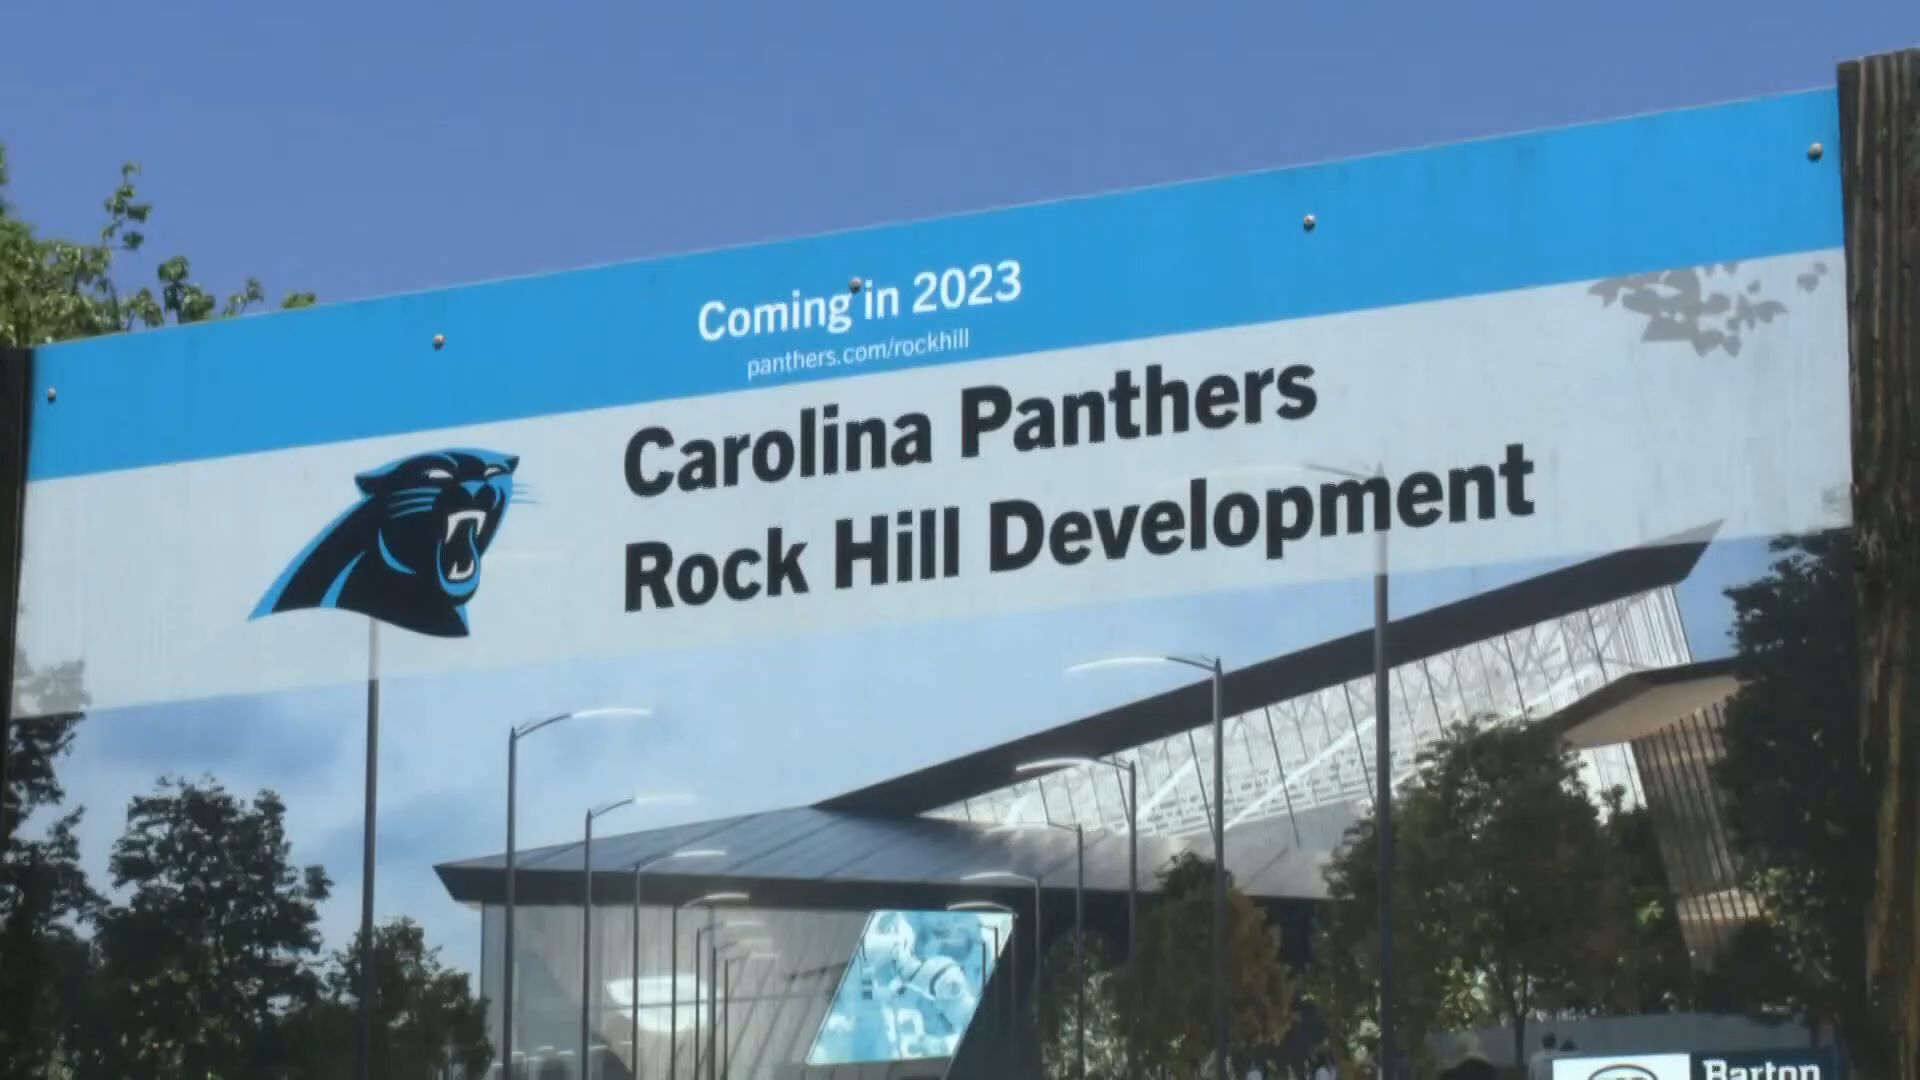 Coming in 2023
panthers.com/rockhill
Carolina Panthers
Rock Hill Development
Barton